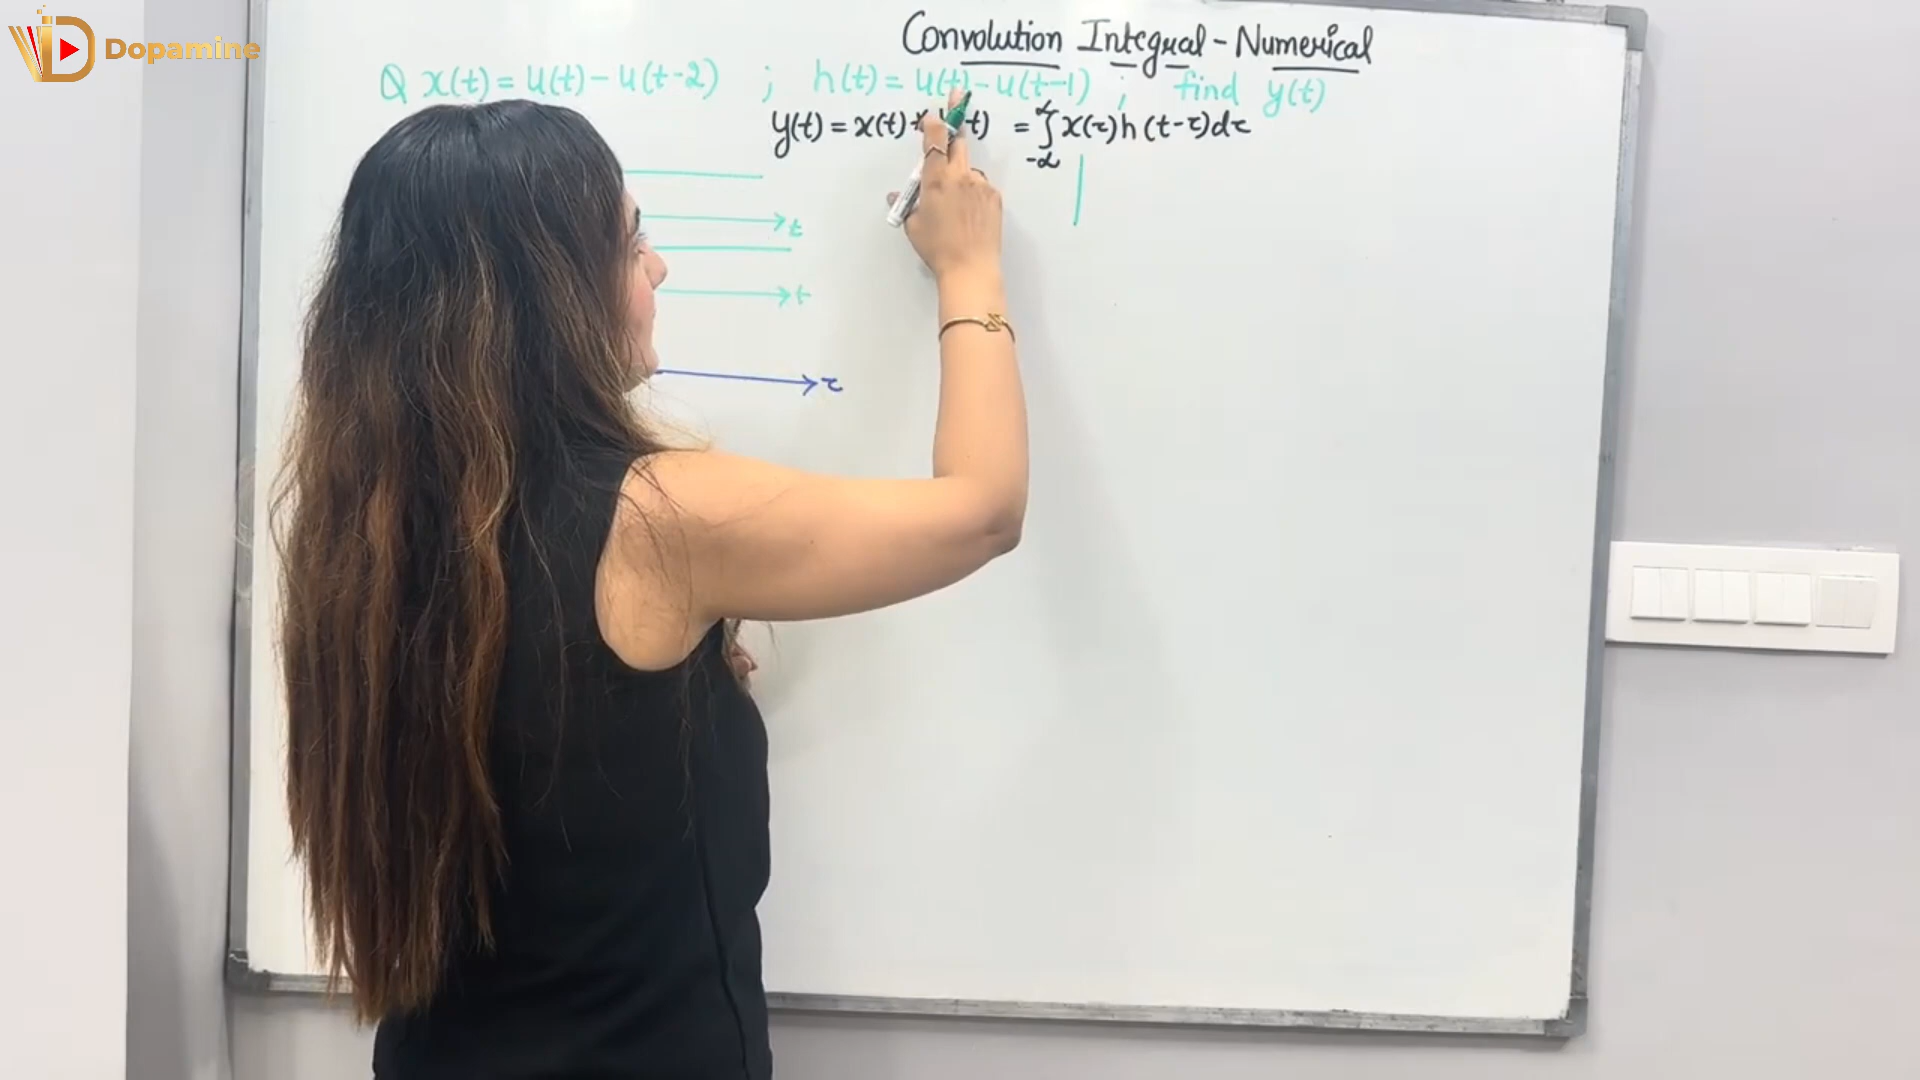 Dopamine
Convolution Integral - Numerical
Q x(t) = u(t) - u(t-2) ; h(t) = u(t) - u(t-1) ; find y(t)
y(t) = x(t) * t) = ∫ x(τ) h (t-τ) dτ
-∞
t
t
τ